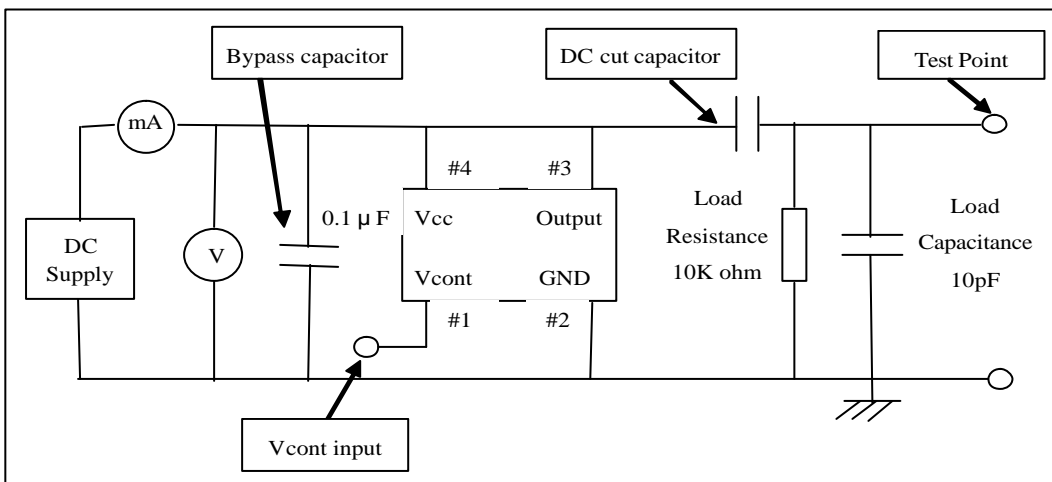 Bypass capacitor
DC cut capacitor
Test Point
mA
#4
#3
0.1 μ F
Vcc
Output
Load
Resistance
10K ohm
Load
Capacitance
10pF
DC
Supply
V
Vcont
GND
#1
#2
Vcont input